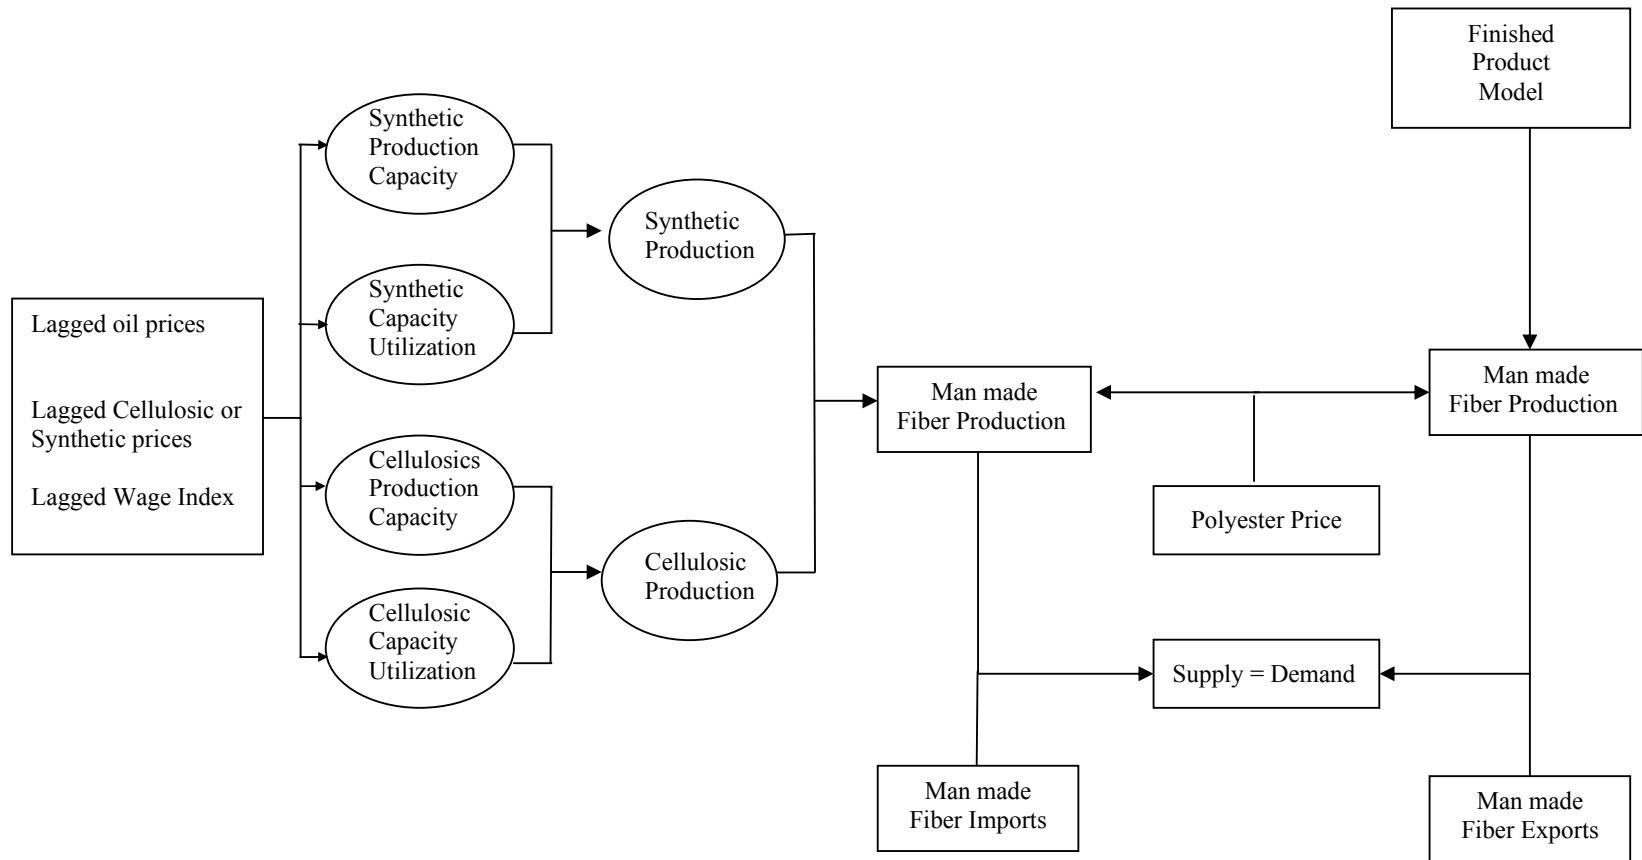 Finished
Product
Model
Synthetic
Production
Capacity
Synthetic
Production
Synthetic
Capacity
Utilization
Lagged oil prices
Lagged Cellulosic or
Synthetic prices
Lagged Wage Index
Man made
Fiber Production
Man made
Fiber Production
Cellulosics
Production
Capacity
Polyester Price
Cellulosic
Production
Cellulosic
Capacity
Utilization
Supply = Demand
Man made
Fiber Imports
Man made
Fiber Exports